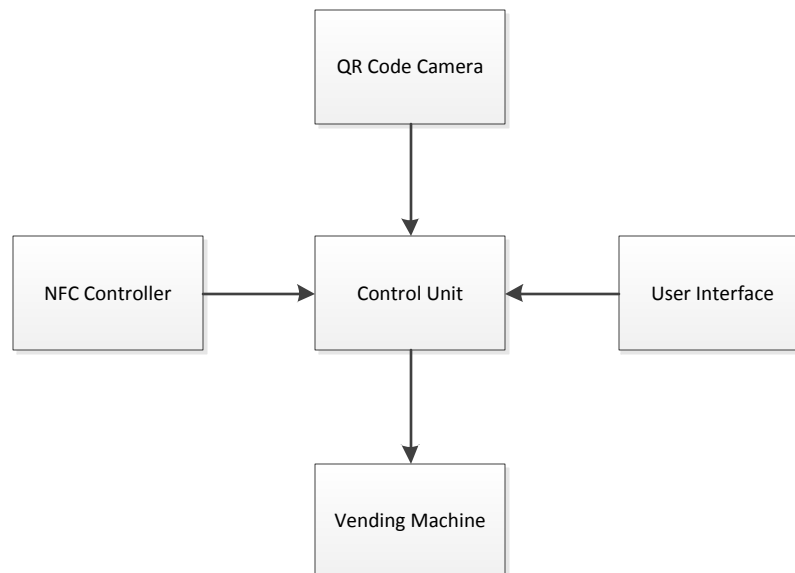 QR Code Camera
NFC Controller
Control Unit
User Interface
Vending Machine